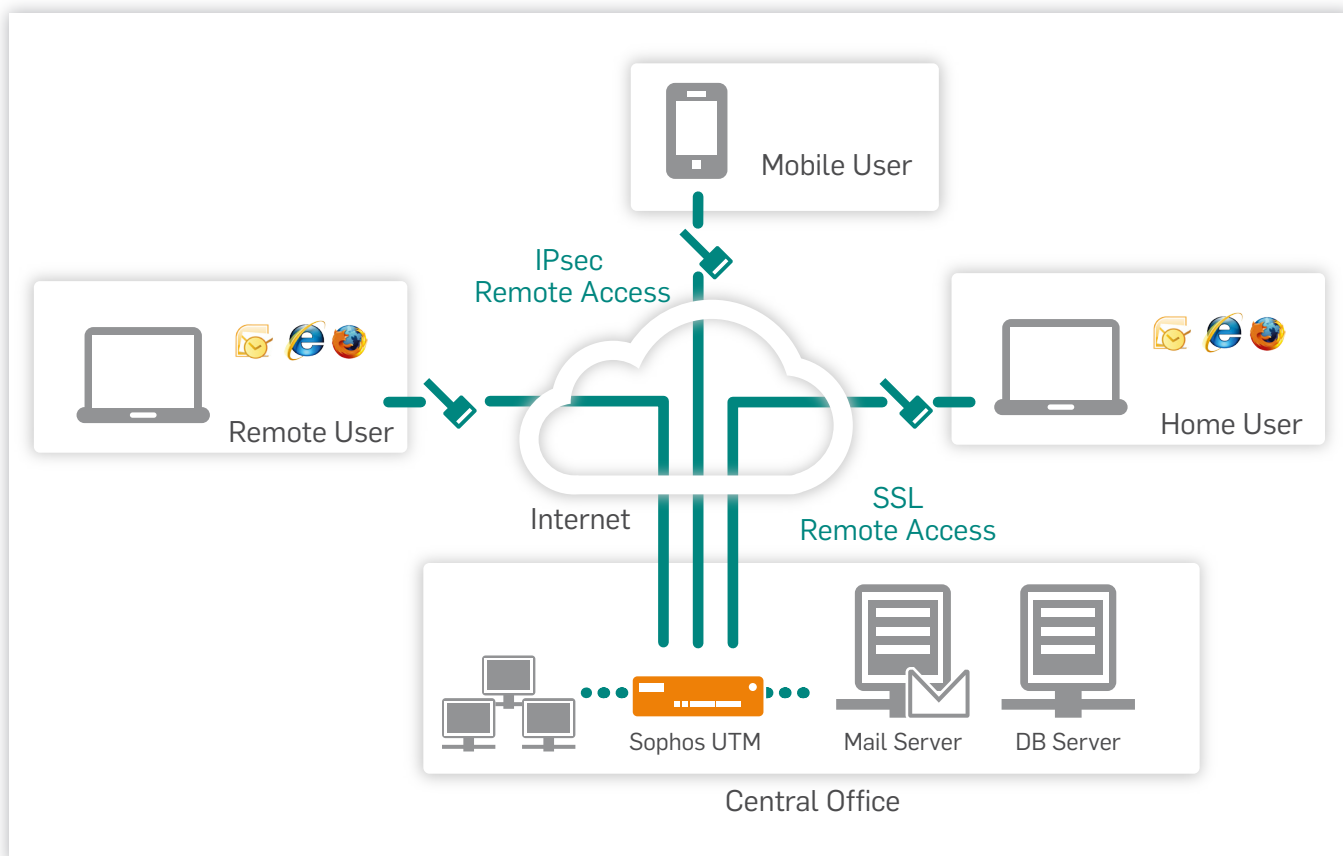 Mobile User
IPsec
Remote Access
Remote User
Home User
Internet
SSL
Remote Access
Sophos UTM
Mail Server
DB Server
Central Office